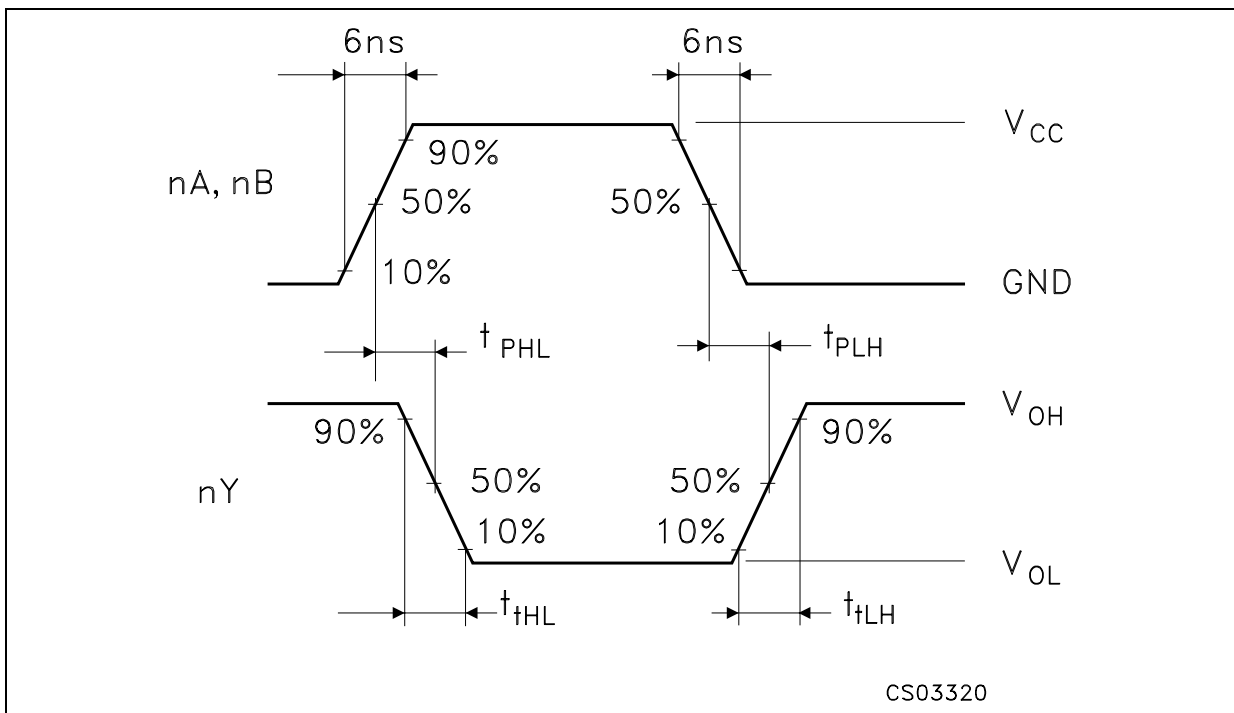 6ns 6ns
V CC
90%
nA, nB 50% 50%
10% GND
t PHL t PLH
V OH
90% 90%
nY 50% 50%
10% 10%
V OL
t tHL t tLH
CS03320